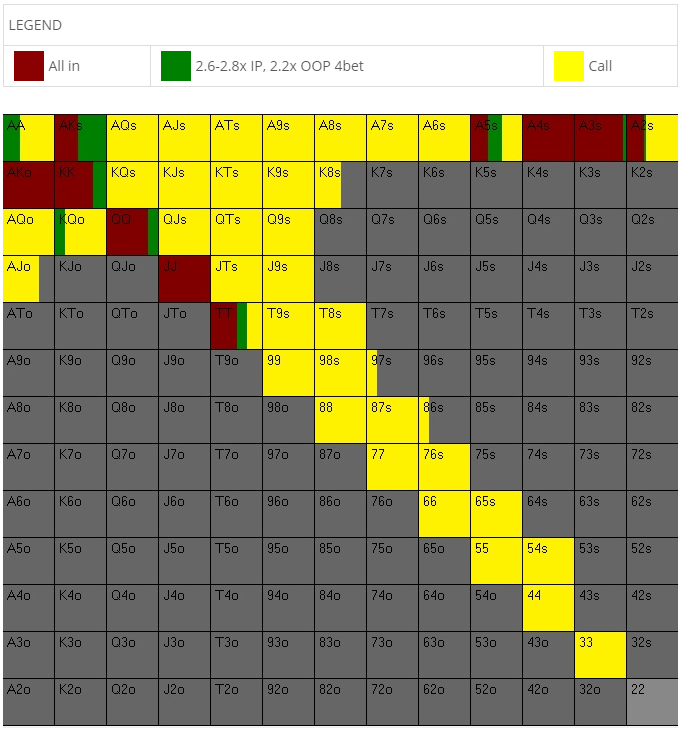 LEGEND
All in 2.6-2.8x IP, 2.2x OOP 4bet Call
AA AKs AQs AJs ATs A9s A8s A7s A6s A5s A4s A3s A2s
AKo KK KQs KJs KTs K9s K8s K7s K6s K5s K4s K3s K2s
AQo KQo QQ QJs QTs Q9s Q8s Q7s Q6s Q5s Q4s Q3s Q2s
AJo KJo QJo JJ JTs J9s J8s J7s J6s J5s J4s J3s J2s
ATo KTo QTo JTo TT T9s T8s T7s T6s T5s T4s T3s T2s
A9o K9o Q9o J9o T9o 99 98s 97s 96s 95s 94s 93s 92s
A8o K8o Q8o J8o T8o 98o 88 87s 86s 85s 84s 83s 82s
A7o K7o Q7o J7o T7o 97o 87o 77 76s 75s 74s 73s 72s
A6o K6o Q6o J6o T6o 96o 86o 76o 66 65s 64s 63s 62s
A5o K5o Q5o J5o T5o 95o 85o 75o 65o 55 54s 53s 52s
A4o K4o Q4o J4o T4o 94o 84o 74o 64o 54o 44 43s 42s
A3o K3o Q3o J3o T3o 93o 83o 73o 63o 53o 43o 33 32s
A2o K2o Q2o J2o T2o 92o 82o 72o 62o 52o 42o 32o 22